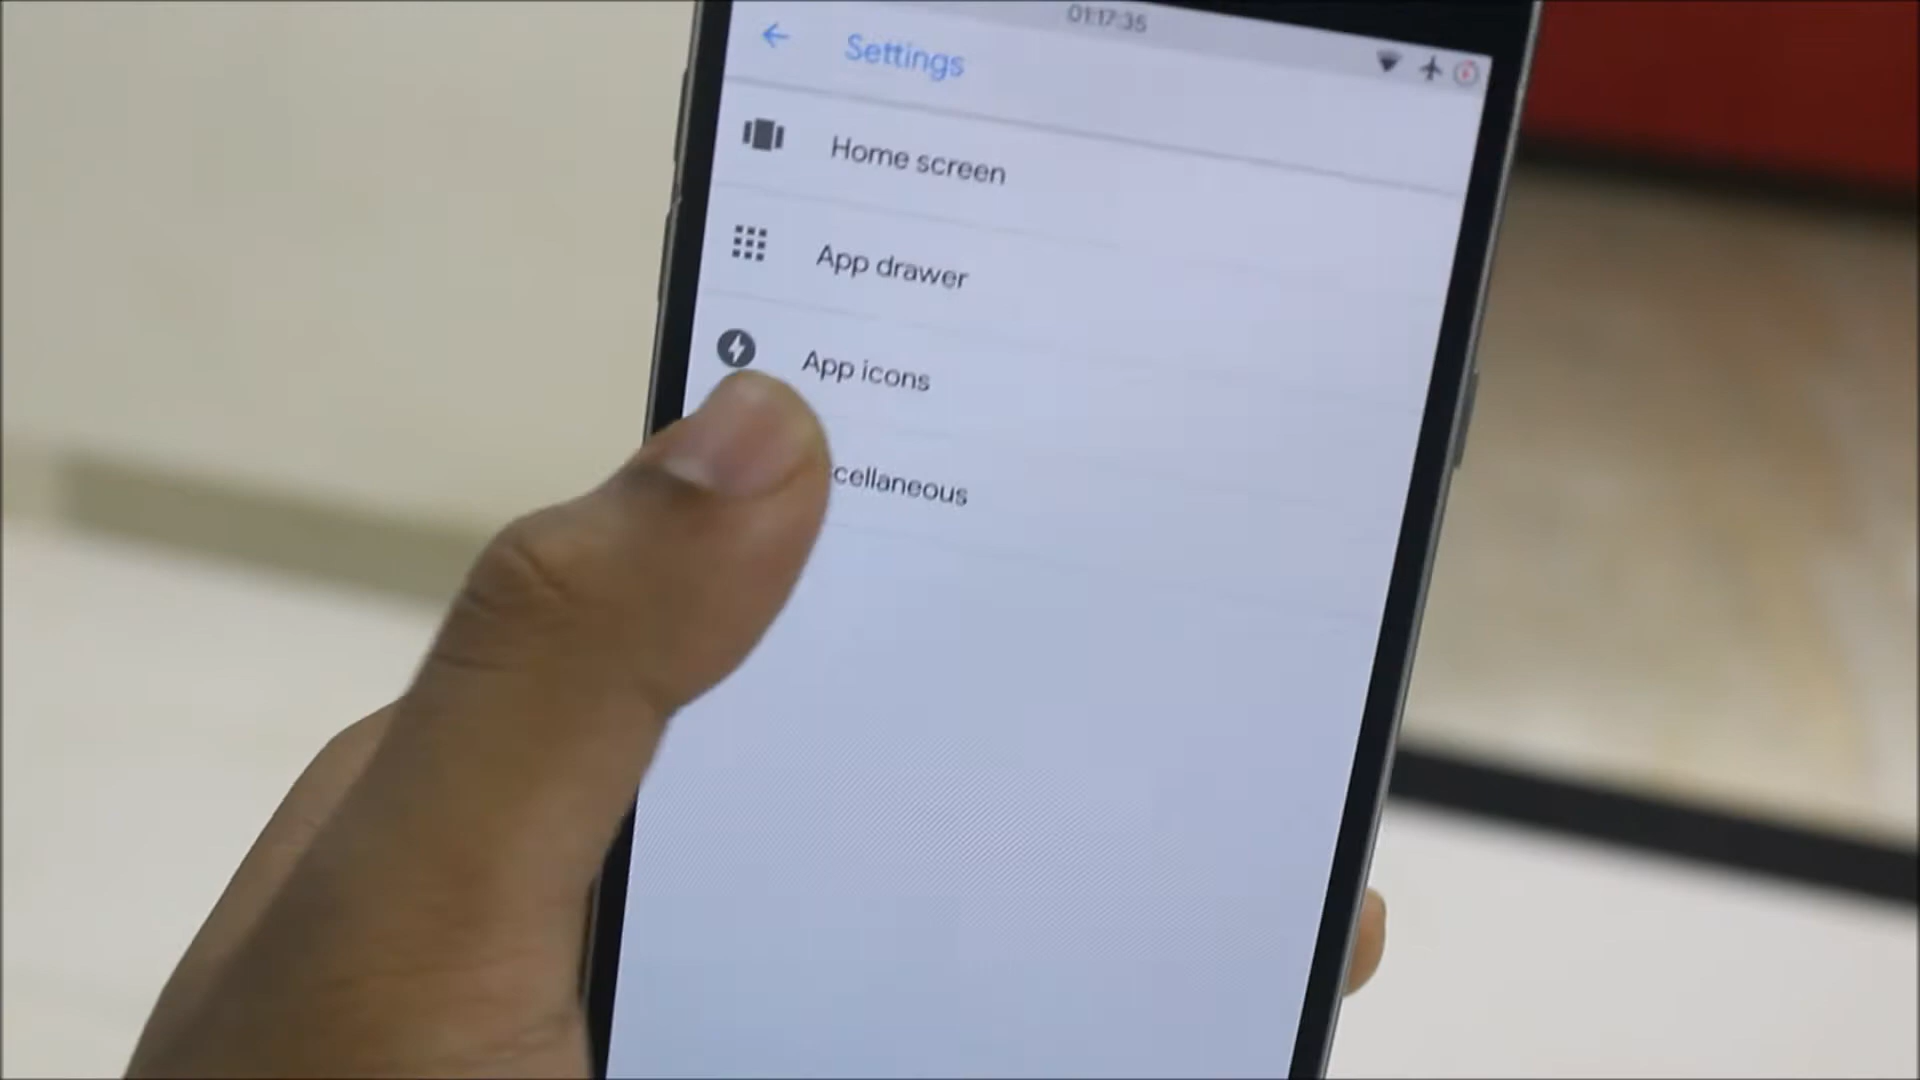 01:17:35
Settings
Home screen
App drawer
App icons
cellaneous